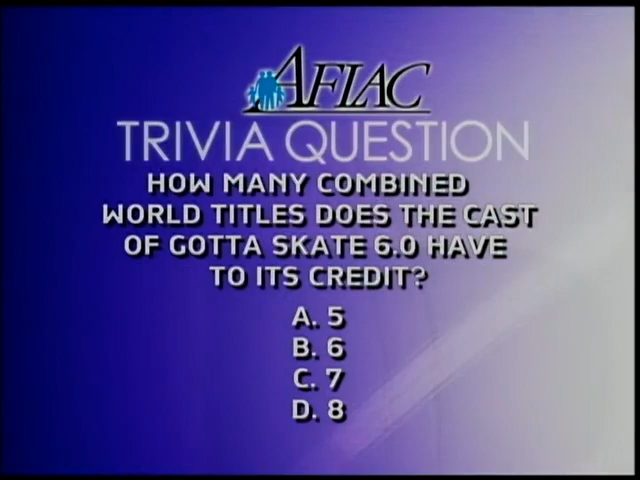 AFLAC
TRIVIA QUESTION
HOW MANY COMBINED
WORLD TITLES DOES THE CAST
OF GOTTA SKATE 6.0 HAVE
TO ITS CREDIT?
A. 5
B. 6
C. 7
D. 8